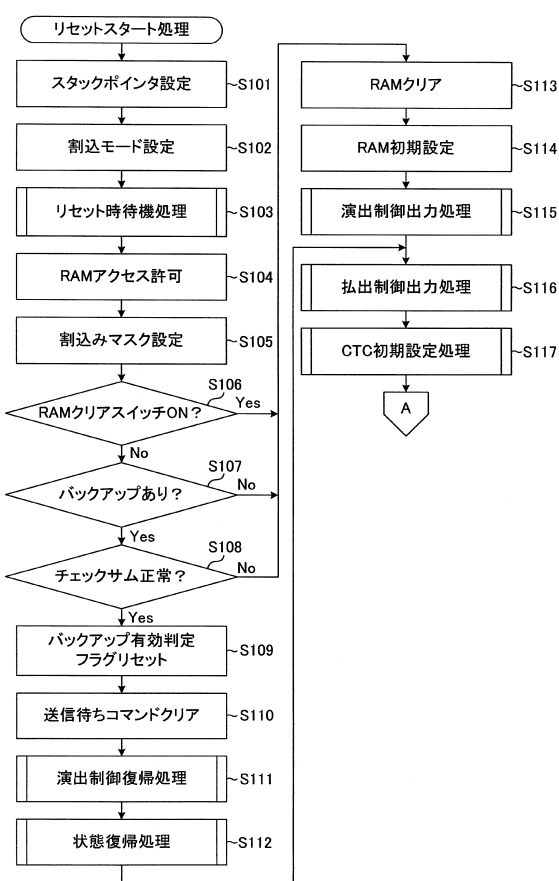 リセットスタート処理
スタックポインタ設定
S101
割込モード設定
S102
リセット時待機処理
S103
RAMアクセス許可
S104
割込みマスク設定
S105
S106
RAMクリアスイッチON？
Yes
No
S107
バックアップあり？
No
Yes
S108
チェックサム正常？
No
Yes
バックアップ有効判定
フラグリセット
S109
送信待ちコマンドクリア
S110
演出制御復帰処理
S111
状態復帰処理
S112
RAMクリア
S113
RAM初期設定
S114
演出制御出力処理
S115
払出制御出力処理
S116
CTC初期設定処理
S117
A